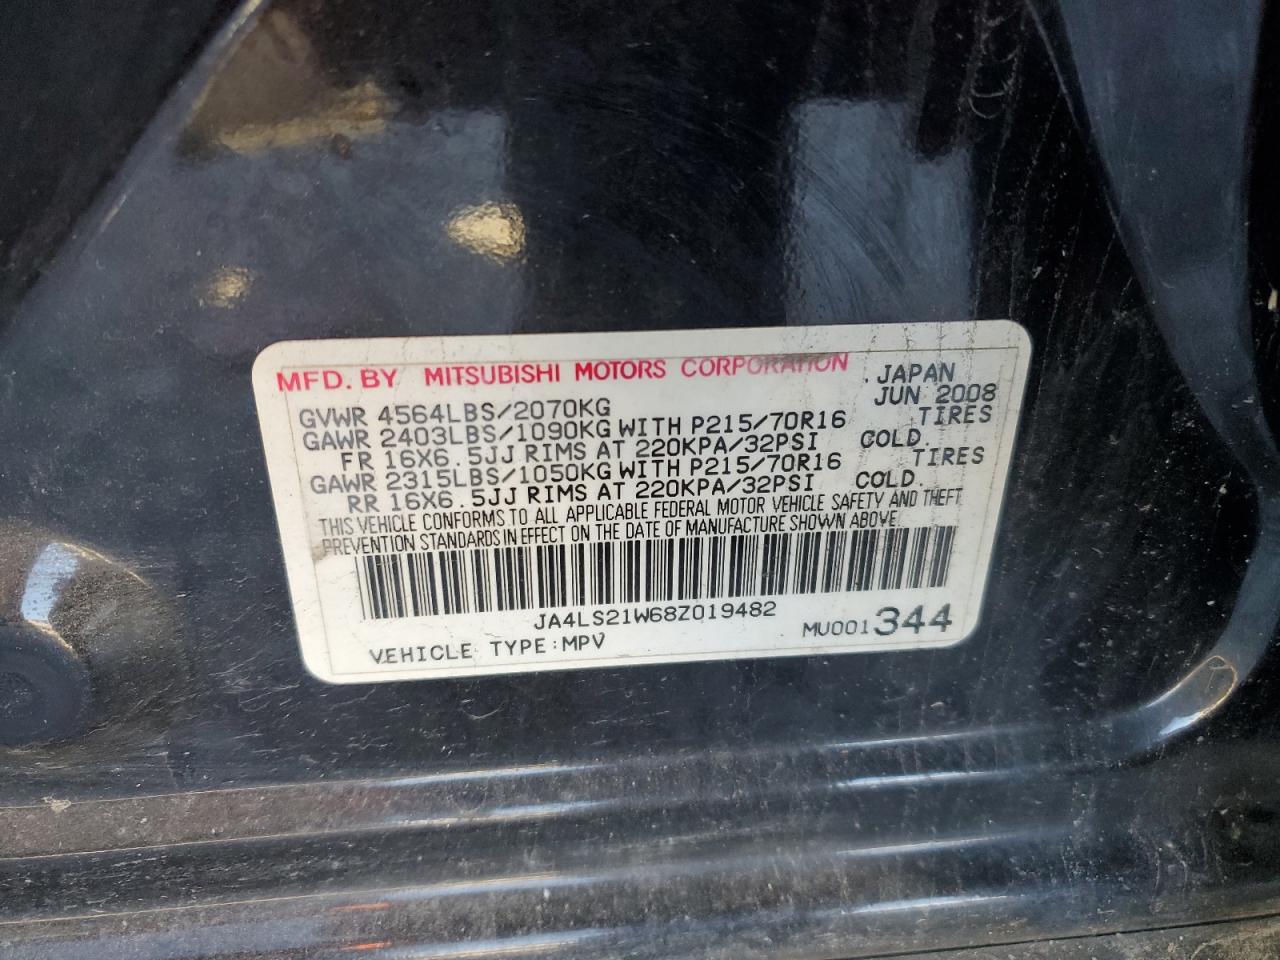 MFD. BY MITSUBISHI MOTORS CORPORATION . JAPAN
JUN 2008
GVWR 4564LBS/2070KG
GAWR 2403LBS/1090KG WITH P215/70R16 TIRES
FR 16X6.5JJ RIMS AT 220KPA/32PSI COLD.
GAWR 2315LBS/1050KG WITH P215/70R16 TIRES
RR 16X6.5JJ RIMS AT 220KPA/32PSI COLD.
THIS VEHICLE CONFORMS TO ALL APPLICABLE FEDERAL MOTOR VEHICLE SAFETY AND THEFT
PREVENTION STANDARDS IN EFFECT ON THE DATE OF MANUFACTURE SHOWN ABOVE
JA4LS21W68Z019482
VEHICLE TYPE:MPV MU001344